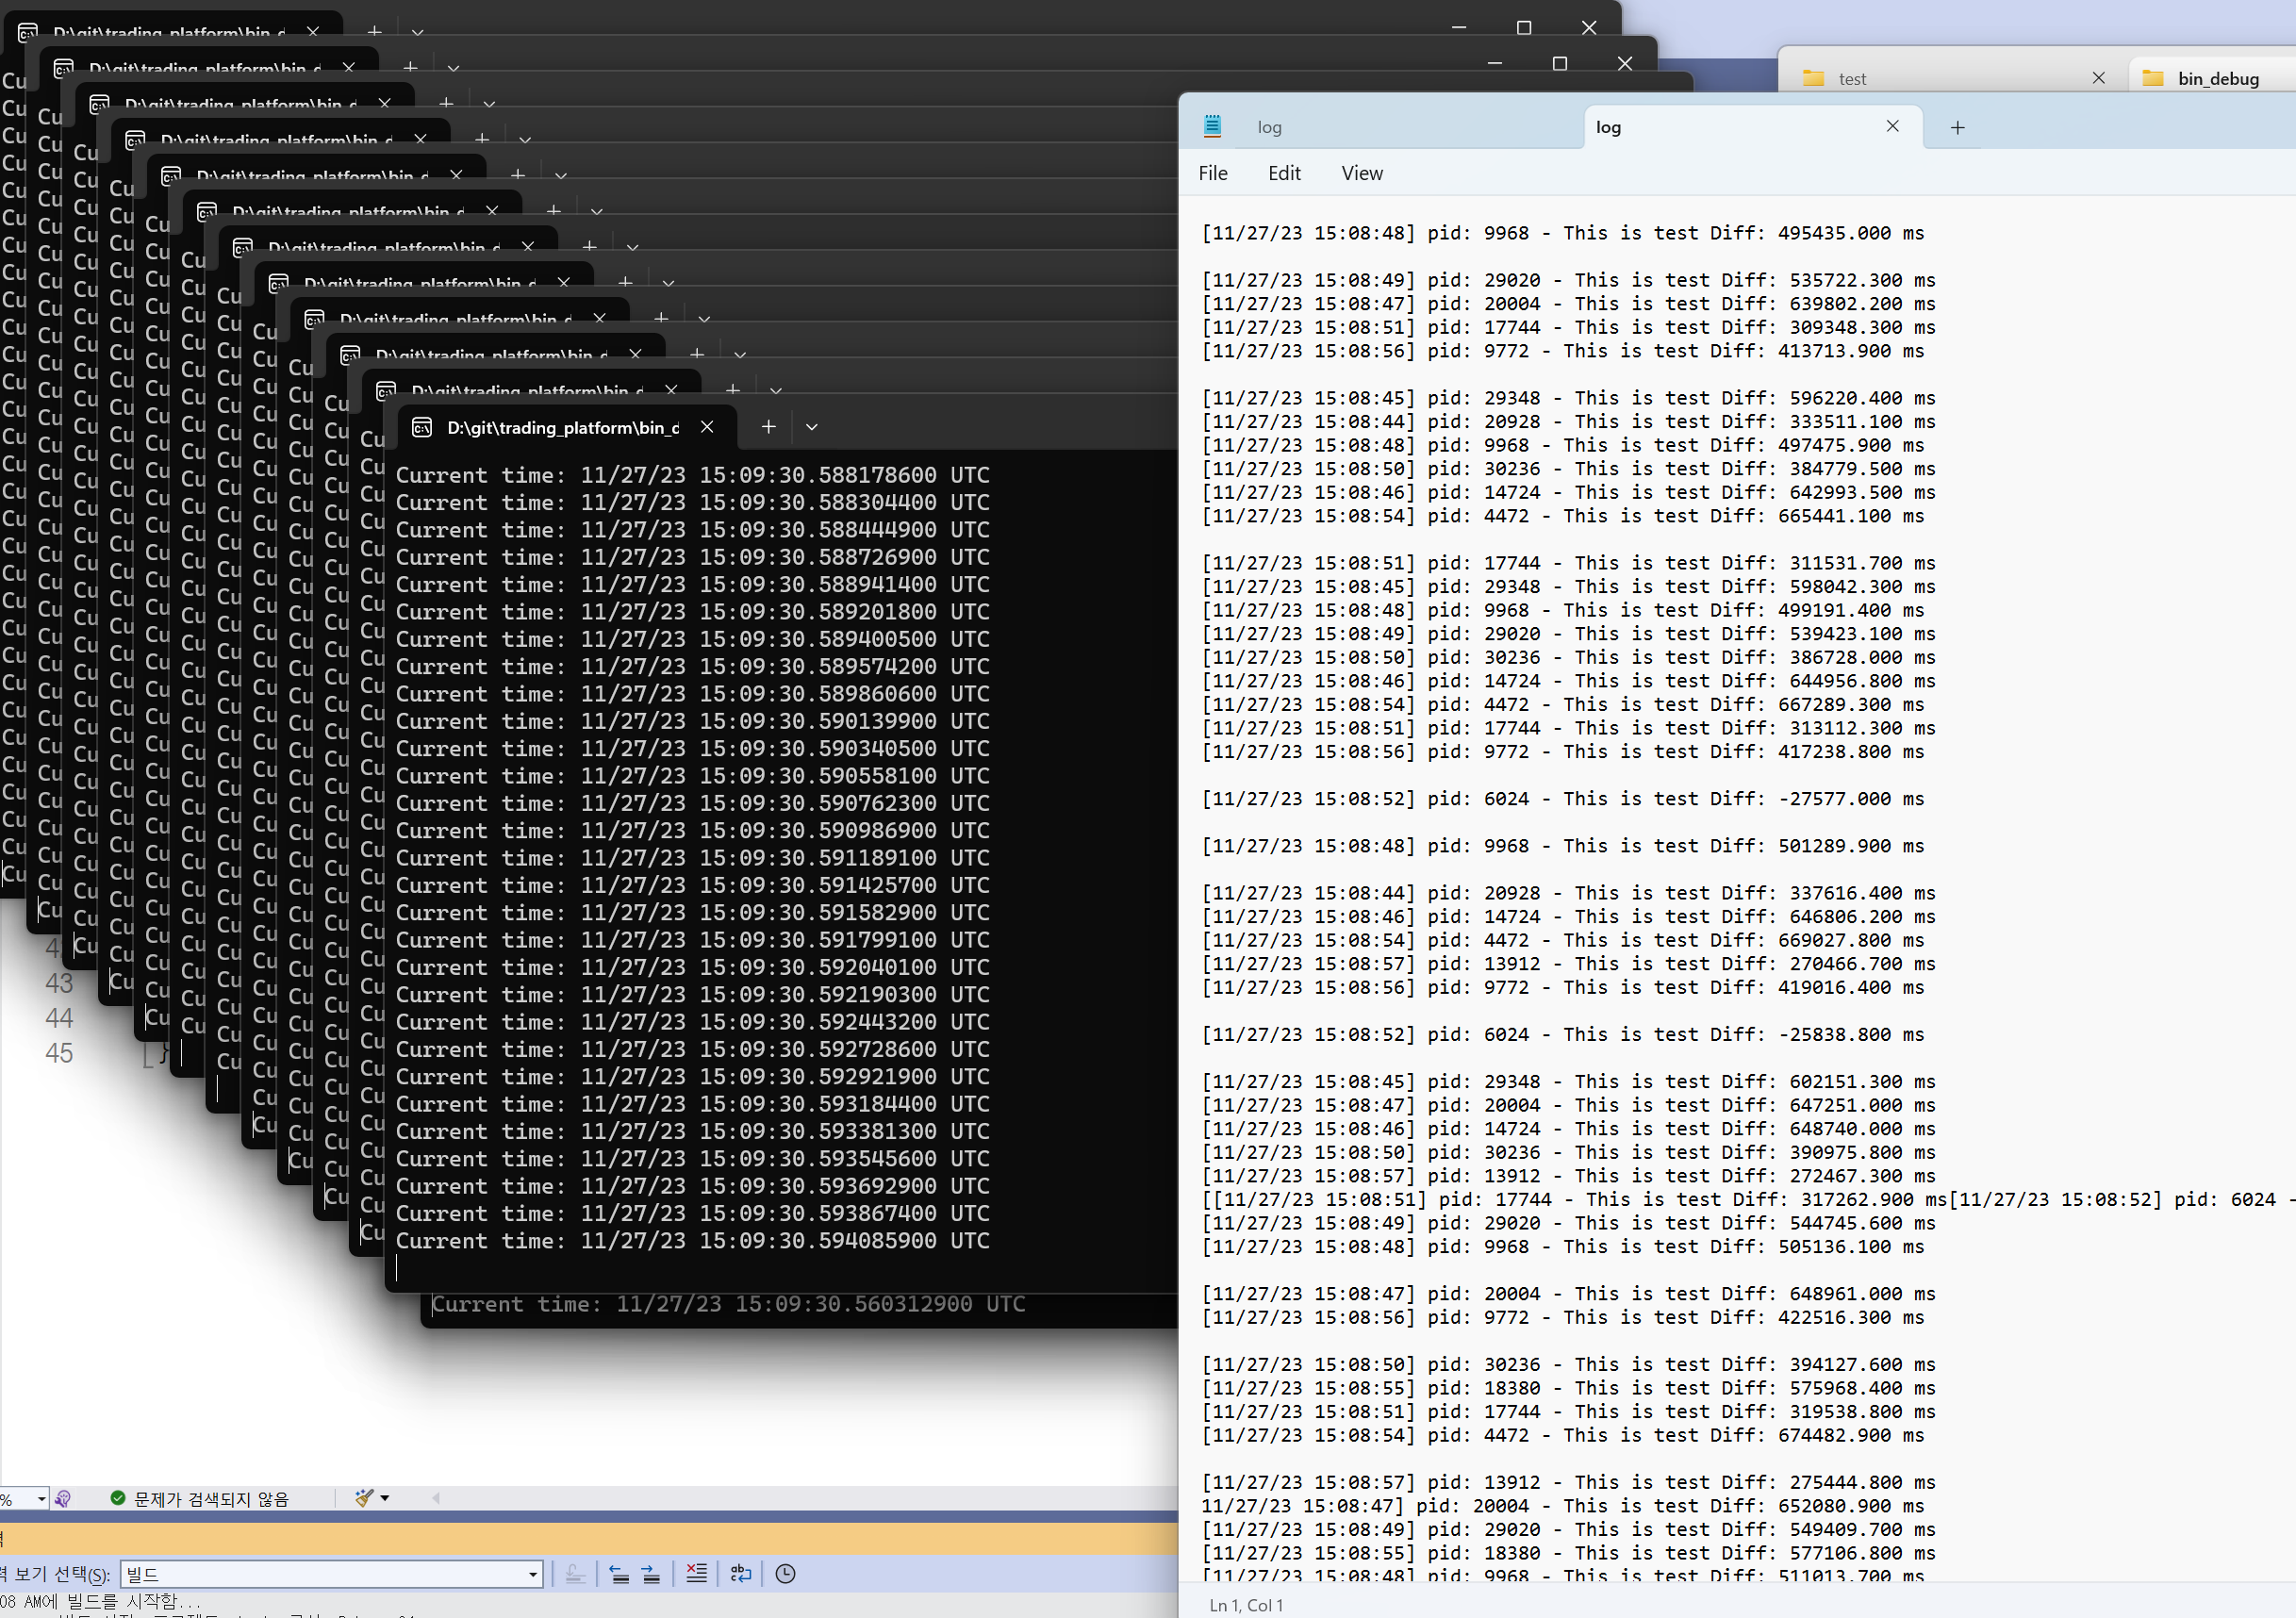 D:\git\trading_platform\bin_d
D:\git\trading_platform\bin_d
D:\git\trading_platform\bin_d
D:\git\trading_platform\bin_d
D:\git\trading_platform\bin_d
D:\git\trading_platform\bin_d
D:\git\trading_platform\bin_d
D:\git\trading_platform\bin_d
D:\git\trading_platform\bin_d
D:\git\trading_platform\bin_d
D:\git\trading_platform\bin_d
D:\git\trading_platform\bin_d
Current time: 11/27/23 15:09:30.588178600 UTC
Current time: 11/27/23 15:09:30.588304400 UTC
Current time: 11/27/23 15:09:30.588444900 UTC
Current time: 11/27/23 15:09:30.588726900 UTC
Current time: 11/27/23 15:09:30.588941400 UTC
Current time: 11/27/23 15:09:30.589201800 UTC
Current time: 11/27/23 15:09:30.589400500 UTC
Current time: 11/27/23 15:09:30.589574200 UTC
Current time: 11/27/23 15:09:30.589860600 UTC
Current time: 11/27/23 15:09:30.590139900 UTC
Current time: 11/27/23 15:09:30.590340500 UTC
Current time: 11/27/23 15:09:30.590558100 UTC
Current time: 11/27/23 15:09:30.590762300 UTC
Current time: 11/27/23 15:09:30.590986900 UTC
Current time: 11/27/23 15:09:30.591189100 UTC
Current time: 11/27/23 15:09:30.591425700 UTC
Current time: 11/27/23 15:09:30.591582900 UTC
Current time: 11/27/23 15:09:30.591799100 UTC
Current time: 11/27/23 15:09:30.592040100 UTC
Current time: 11/27/23 15:09:30.592190300 UTC
Current time: 11/27/23 15:09:30.592443200 UTC
Current time: 11/27/23 15:09:30.592728600 UTC
Current time: 11/27/23 15:09:30.592921900 UTC
Current time: 11/27/23 15:09:30.593184400 UTC
Current time: 11/27/23 15:09:30.593381300 UTC
Current time: 11/27/23 15:09:30.593545600 UTC
Current time: 11/27/23 15:09:30.593692900 UTC
Current time: 11/27/23 15:09:30.593867400 UTC
Current time: 11/27/23 15:09:30.594085900 UTC
Current time: 11/27/23 15:09:30.560312900 UTC
43
44
45 }
% 문제가 검색되지 않음
력 보기 선택(S): 빌드
08 AM에 빌드를 시작함...
test bin_debug
log log
File Edit View
[11/27/23 15:08:48] pid: 9968 - This is test Diff: 495435.000 ms
[11/27/23 15:08:49] pid: 29020 - This is test Diff: 535722.300 ms
[11/27/23 15:08:47] pid: 20004 - This is test Diff: 639802.200 ms
[11/27/23 15:08:51] pid: 17744 - This is test Diff: 309348.300 ms
[11/27/23 15:08:56] pid: 9772 - This is test Diff: 413713.900 ms
[11/27/23 15:08:45] pid: 29348 - This is test Diff: 596220.400 ms
[11/27/23 15:08:44] pid: 20928 - This is test Diff: 333511.100 ms
[11/27/23 15:08:48] pid: 9968 - This is test Diff: 497475.900 ms
[11/27/23 15:08:50] pid: 30236 - This is test Diff: 384779.500 ms
[11/27/23 15:08:46] pid: 14724 - This is test Diff: 642993.500 ms
[11/27/23 15:08:54] pid: 4472 - This is test Diff: 665441.100 ms
[11/27/23 15:08:51] pid: 17744 - This is test Diff: 311531.700 ms
[11/27/23 15:08:45] pid: 29348 - This is test Diff: 598042.300 ms
[11/27/23 15:08:48] pid: 9968 - This is test Diff: 499191.400 ms
[11/27/23 15:08:49] pid: 29020 - This is test Diff: 539423.100 ms
[11/27/23 15:08:50] pid: 30236 - This is test Diff: 386728.000 ms
[11/27/23 15:08:46] pid: 14724 - This is test Diff: 644956.800 ms
[11/27/23 15:08:54] pid: 4472 - This is test Diff: 667289.300 ms
[11/27/23 15:08:51] pid: 17744 - This is test Diff: 313112.300 ms
[11/27/23 15:08:56] pid: 9772 - This is test Diff: 417238.800 ms
[11/27/23 15:08:52] pid: 6024 - This is test Diff: -27577.000 ms
[11/27/23 15:08:48] pid: 9968 - This is test Diff: 501289.900 ms
[11/27/23 15:08:44] pid: 20928 - This is test Diff: 337616.400 ms
[11/27/23 15:08:46] pid: 14724 - This is test Diff: 646806.200 ms
[11/27/23 15:08:54] pid: 4472 - This is test Diff: 669027.800 ms
[11/27/23 15:08:57] pid: 13912 - This is test Diff: 270466.700 ms
[11/27/23 15:08:56] pid: 9772 - This is test Diff: 419016.400 ms
[11/27/23 15:08:52] pid: 6024 - This is test Diff: -25838.800 ms
[11/27/23 15:08:45] pid: 29348 - This is test Diff: 602151.300 ms
[11/27/23 15:08:47] pid: 20004 - This is test Diff: 647251.000 ms
[11/27/23 15:08:46] pid: 14724 - This is test Diff: 648740.000 ms
[11/27/23 15:08:50] pid: 30236 - This is test Diff: 390975.800 ms
[11/27/23 15:08:57] pid: 13912 - This is test Diff: 272467.300 ms
[[11/27/23 15:08:51] pid: 17744 - This is test Diff: 317262.900 ms[11/27/23 15:08:52] pid: 6024 -
[11/27/23 15:08:49] pid: 29020 - This is test Diff: 544745.600 ms
[11/27/23 15:08:48] pid: 9968 - This is test Diff: 505136.100 ms
[11/27/23 15:08:47] pid: 20004 - This is test Diff: 648961.000 ms
[11/27/23 15:08:56] pid: 9772 - This is test Diff: 422516.300 ms
[11/27/23 15:08:50] pid: 30236 - This is test Diff: 394127.600 ms
[11/27/23 15:08:55] pid: 18380 - This is test Diff: 575968.400 ms
[11/27/23 15:08:51] pid: 17744 - This is test Diff: 319538.800 ms
[11/27/23 15:08:54] pid: 4472 - This is test Diff: 674482.900 ms
[11/27/23 15:08:57] pid: 13912 - This is test Diff: 275444.800 ms
11/27/23 15:08:47] pid: 20004 - This is test Diff: 652080.900 ms
[11/27/23 15:08:49] pid: 29020 - This is test Diff: 549409.700 ms
[11/27/23 15:08:55] pid: 18380 - This is test Diff: 577106.800 ms
[11/27/23 15:08:48] pid: 9968 - This is test Diff: 511013.700 ms
Ln 1, Col 1